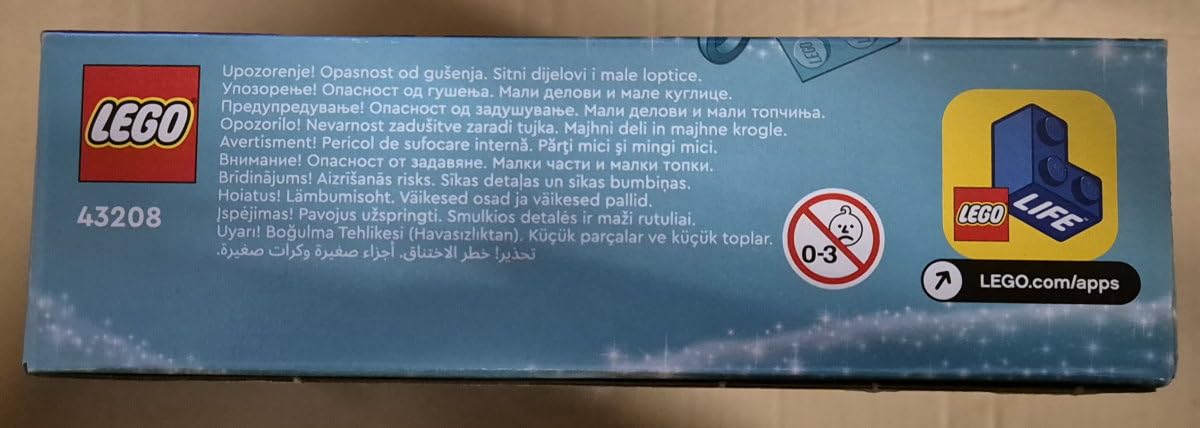 LEGO
43208
Upozorenje! Opasnost od gušenja. Sitni dijelovi i male loptice.
Упозорење! Опасност од гушења. Мали делови и мале куглице.
Предупредување! Опасност од задушување. Мали делови и мали топчиња.
Opozorilo! Nevarnost zadušitve zaradi tujka. Majhni deli in majhne krogle.
Avertisment! Pericol de sufocare internă. Părți mici și mingi mici.
Внимание! Опасност от задавяне. Малки части и малки топки.
Brīdinājums! Aizrīšanās risks. Sīkas detaļas un sīkas bumbiņas.
Hoiatus! Lämbumisoht. Väikesed osad ja väikesed pallid.
Įspėjimas! Pavojus užspringti. Smulkios detalės ir maži rutuliai.
Uyarı! Boğulma Tehlikesi (Havasızlıktan). Küçük parçalar ve küçük toplar.
تحذير! خطر الاختناق. أجزاء صغيرة وكرات صغيرة.
0-3
LEGO
LEGO LIFE™
LEGO.com/apps